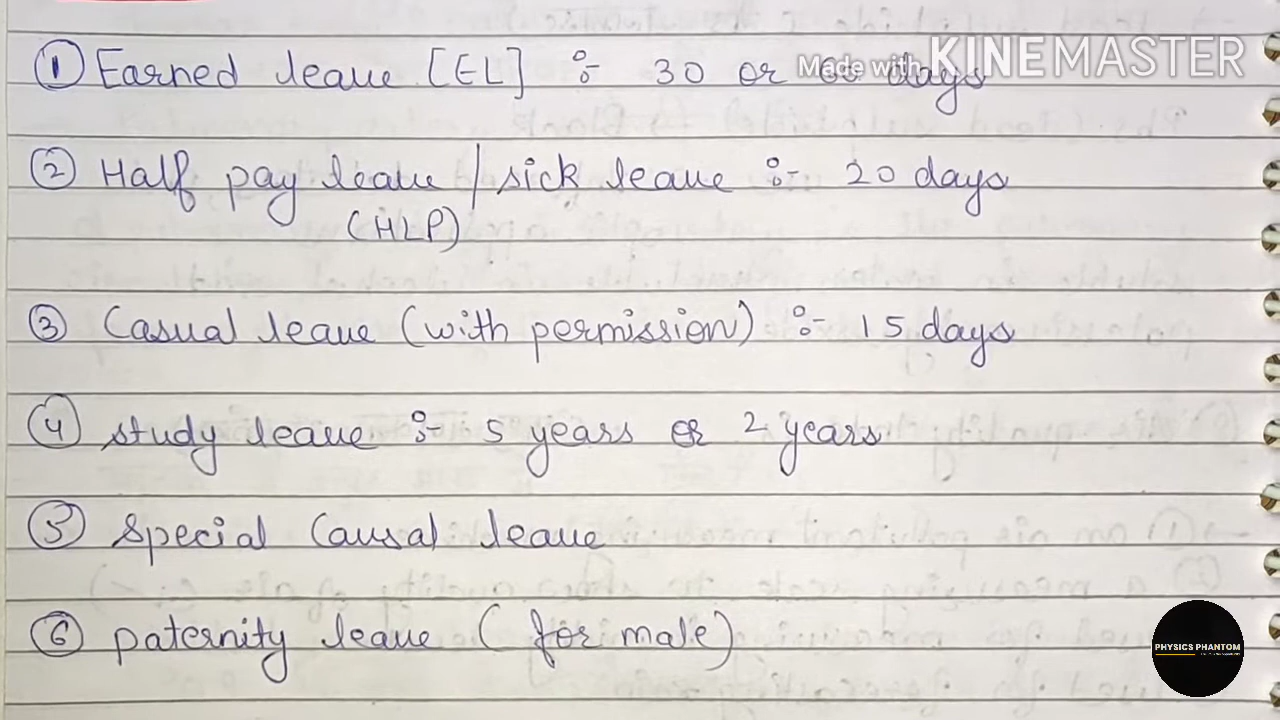 ① Earned leave [EL] :- 30 or 60 days
Made with KINEMASTER
② Half pay leave / sick leave :- 20 days
(HLP)
③ Casual leave (with permission) :- 15 days
④ study leave :- 5 years or 2 years
⑤ special Causal leave
⑥ paternity leave ( for male)
PHYSICS PHANTOM